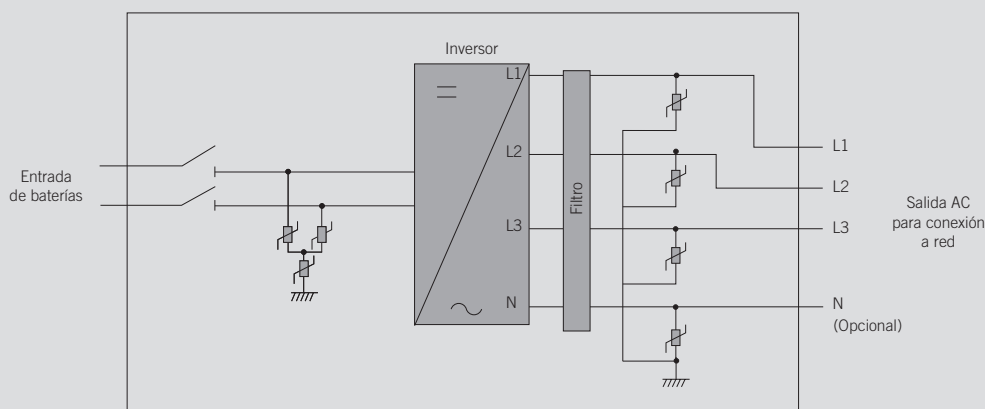 Inversor
L1
L2
L3
N
Filtro
Entrada
de baterías
L1
L2
L3
N
(Opcional)
Salida AC
para conexión
a red